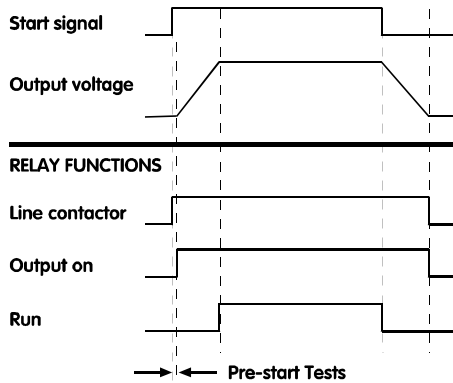 Start signal
Output voltage
RELAY FUNCTIONS
Line contactor
Output on
Run
Pre-start Tests